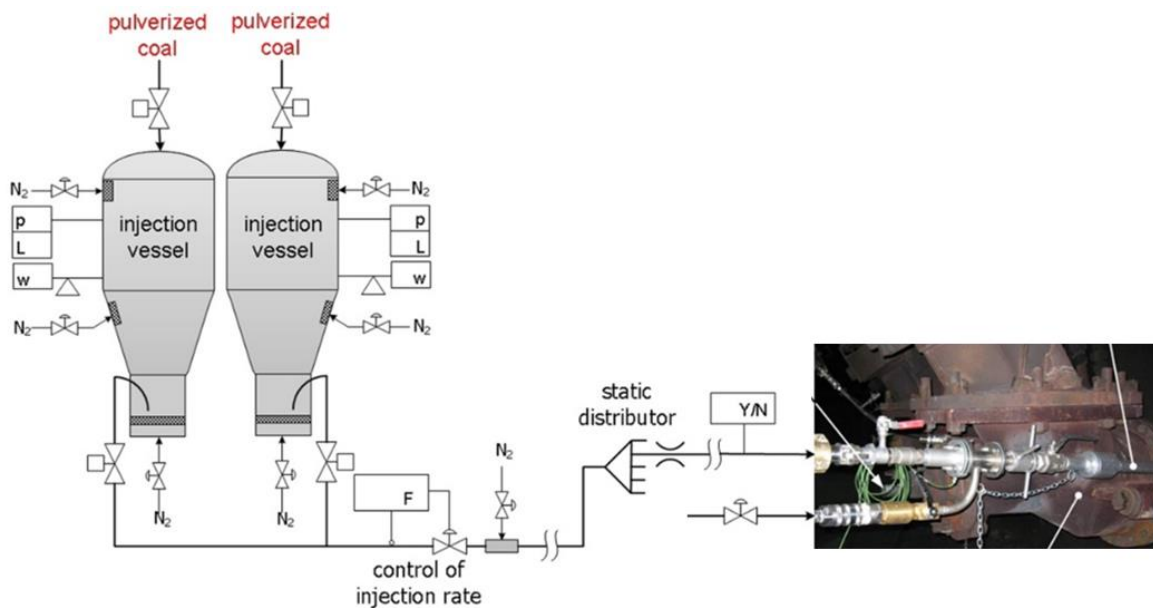 pulverized
coal
pulverized
coal
N₂
N₂
p
L
w
injection
vessel
injection
vessel
p
L
w
N₂
N₂
N₂
N₂
F
N₂
static
distributor
Y/N
control of
injection rate